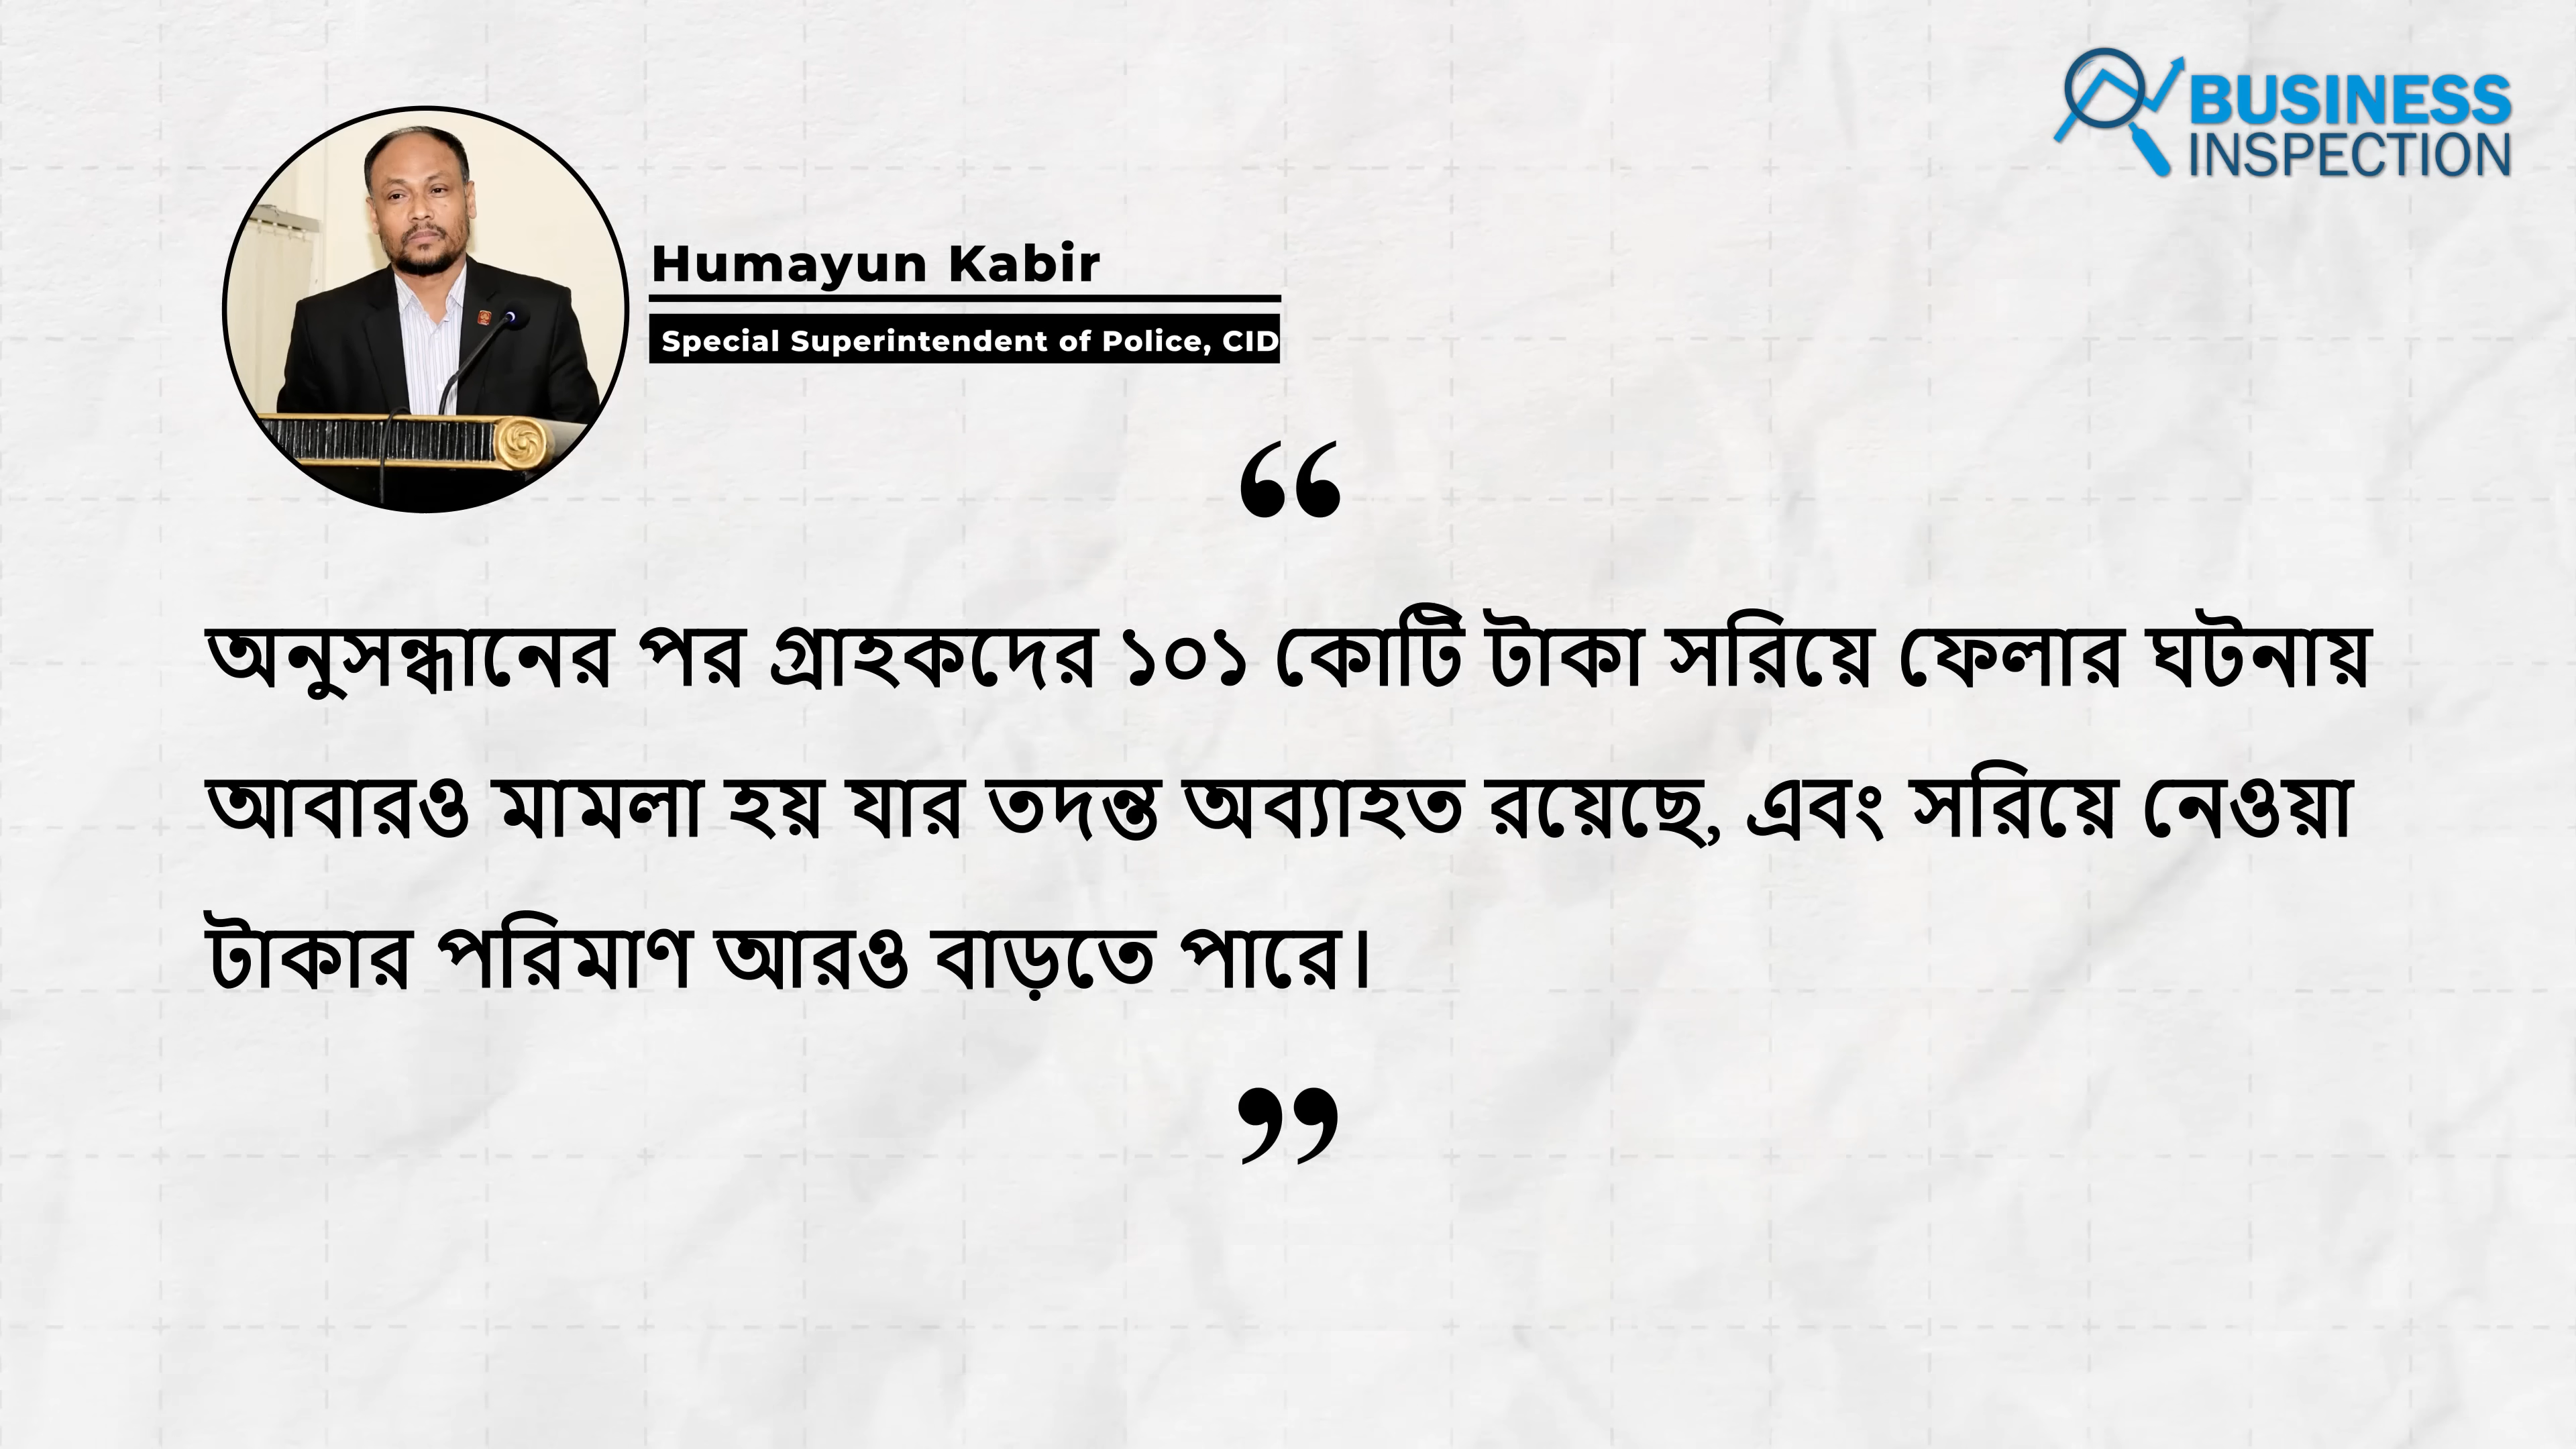 BUSINESS
INSPECTION
Humayun Kabir
Special Superintendent of Police, CID
“
অনুসন্ধানের পর গ্রাহকদের ১০১ কোটি টাকা সরিয়ে ফেলার ঘটনায়
আবারও মামলা হয় যার তদন্ত অব্যাহত রয়েছে, এবং সরিয়ে নেওয়া
টাকার পরিমাণ আরও বাড়তে পারে।
”